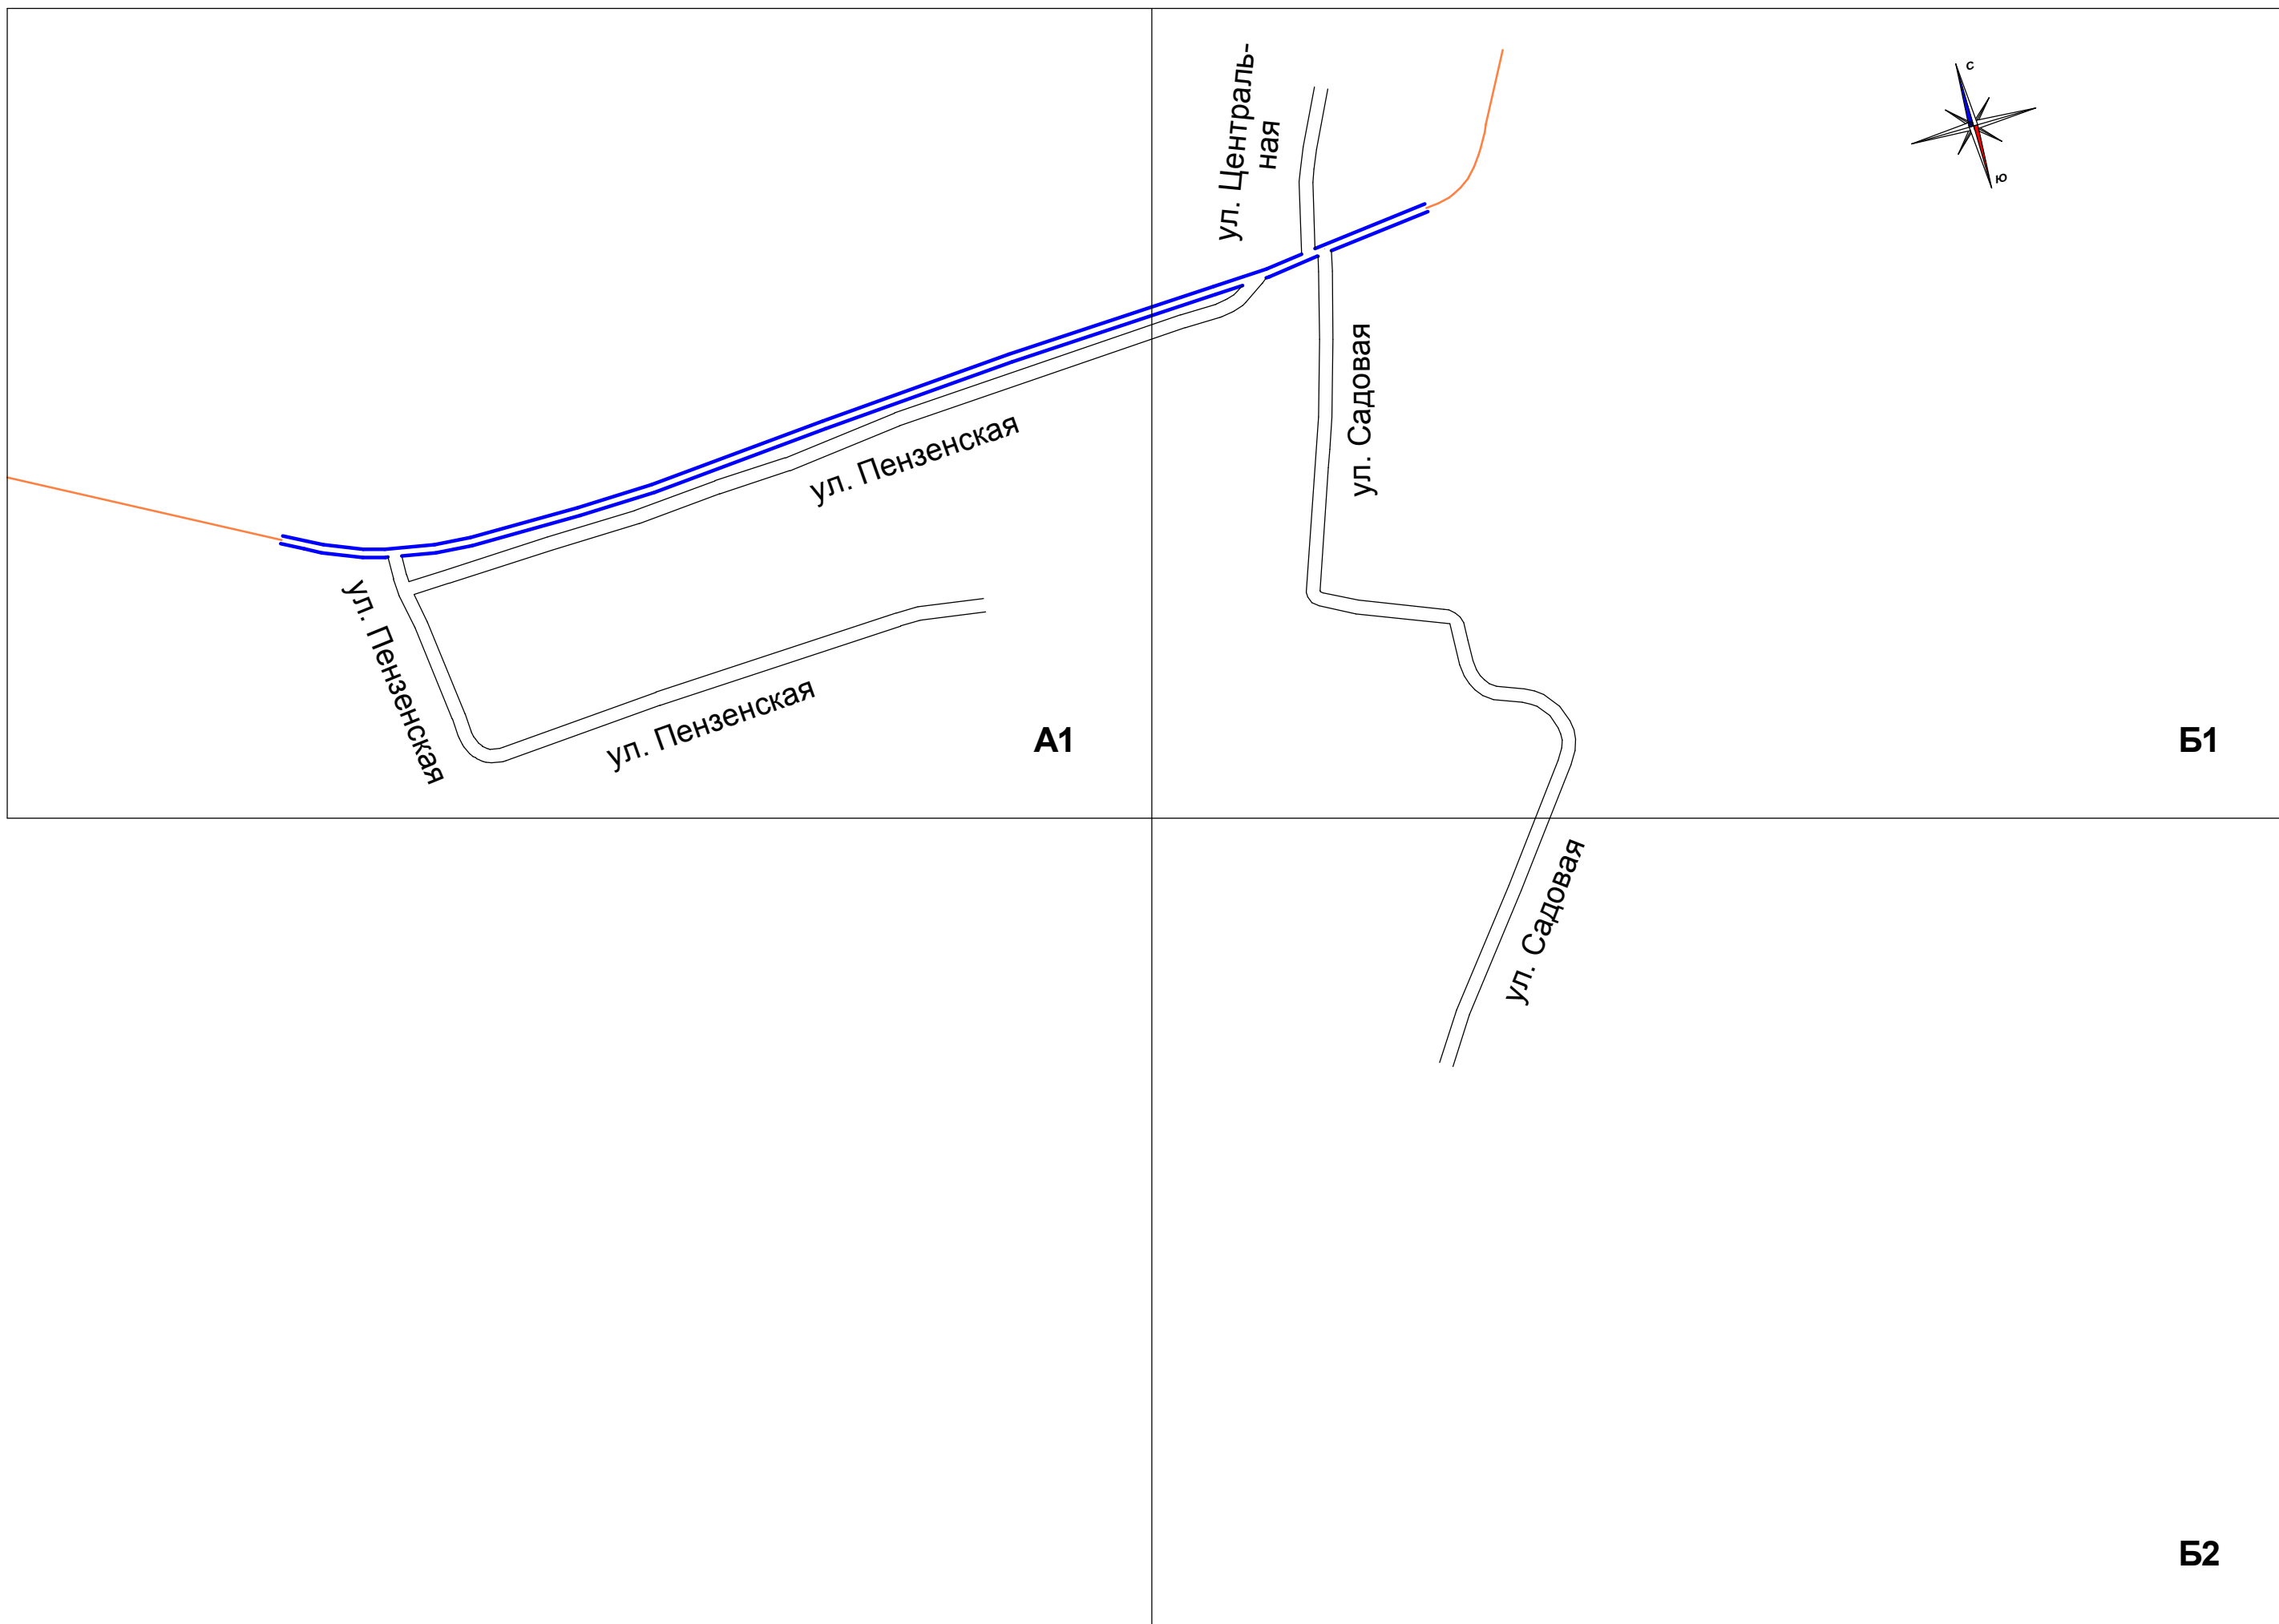 ул. Централь-
ная
С
Ю
ул. Садовая
ул. Пензенская
ул. Пензенская
ул. Пензенская
А1
Б1
ул. Садовая
Б2